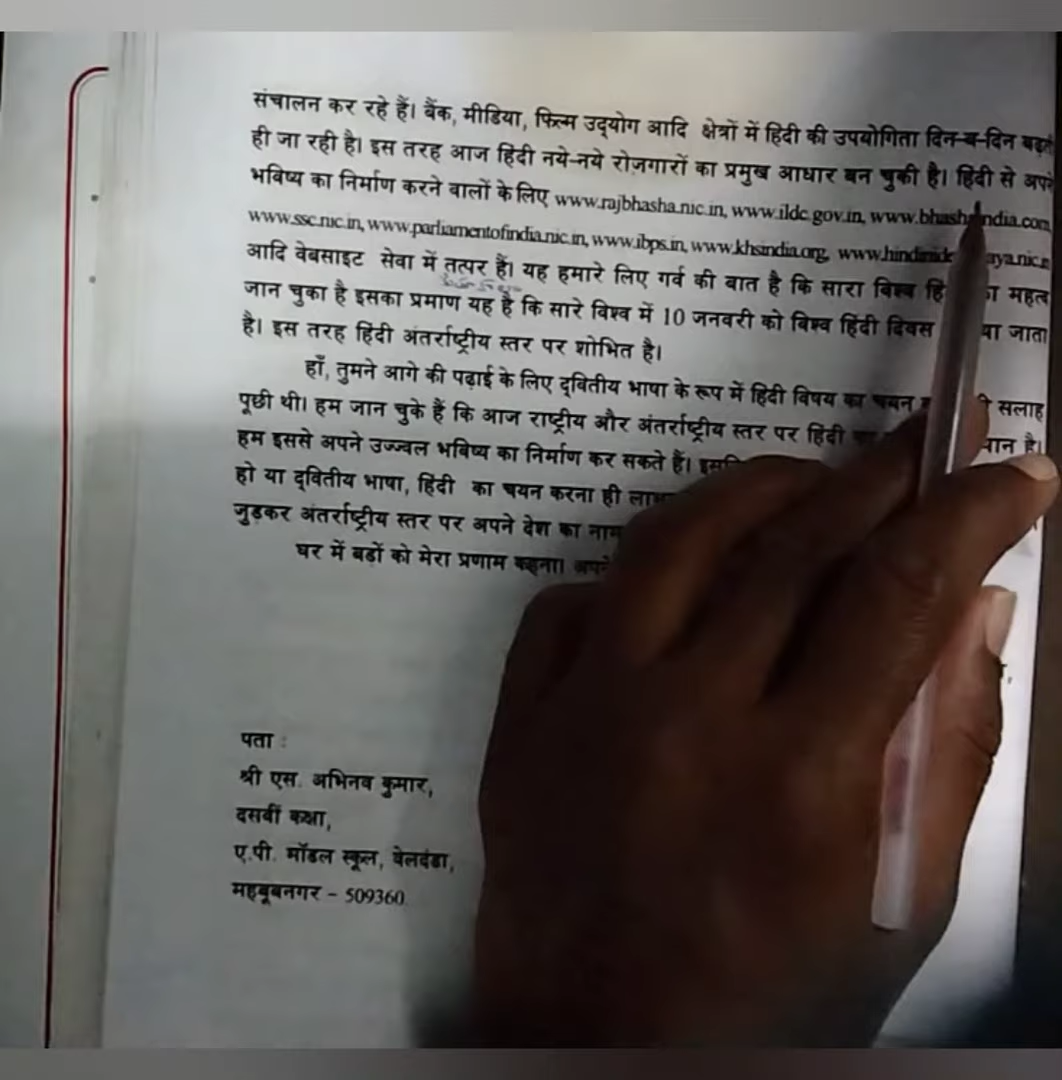 संचालन कर रहे हैं। बैंक, मीडिया, फिल्म उद्योग आदि क्षेत्रों में हिंदी की उपयोगिता दिन-ब-दिन
ही जा रही है। इस तरह आज हिंदी नये-नये रोज़गारों का प्रमुख आधार बन चुकी है। हिंदी से
भविष्य का निर्माण करने वालों के लिए www.rajbhasha.nic.in, www.ildc.gov.in,
www.ssc.nic.in, www.parliamentofindia.nic.in, www.ibps.in, www.khsindia.org,
आदि वेबसाइट सेवा में तत्पर हैं। यह हमारे लिए गर्व की बात है कि सारा विश्व महत्व
जान चुका है इसका प्रमाण यह है कि सारे विश्व में 10 जनवरी को विश्व हिंदी दिवस जाता
है। इस तरह हिंदी अंतर्राष्ट्रीय स्तर पर शोभित है।
हाँ, तुमने आगे की पढ़ाई के लिए द्वितीय भाषा के रूप में हिंदी विषय का चयन सलाह
पूछी थी। हम जान चुके हैं कि आज राष्ट्रीय और अंतर्राष्ट्रीय स्तर पर हिंदी है।
हम इससे अपने उज्ज्वल भविष्य का निर्माण कर सकते हैं।
हो या द्वितीय भाषा, हिंदी का चयन करना ही
जुड़कर अंतर्राष्ट्रीय स्तर पर अपने देश का नाम
घर में बड़ों को मेरा प्रणाम कहना।
पता :
श्री एस. अभिनव कुमार,
दसवीं कक्षा,
ए.पी. मॉडल स्कूल, वेलदंडा,
महबूबनगर – 509360.